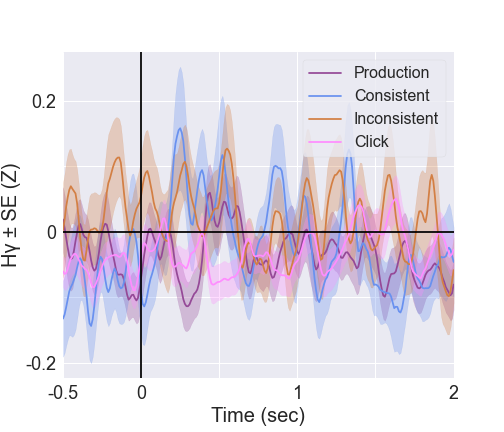 Production
Consistent
Inconsistent
Click
0.2
0
-0.2
Hγ ± SE (Z)
-0.5
0
1
2
Time (sec)